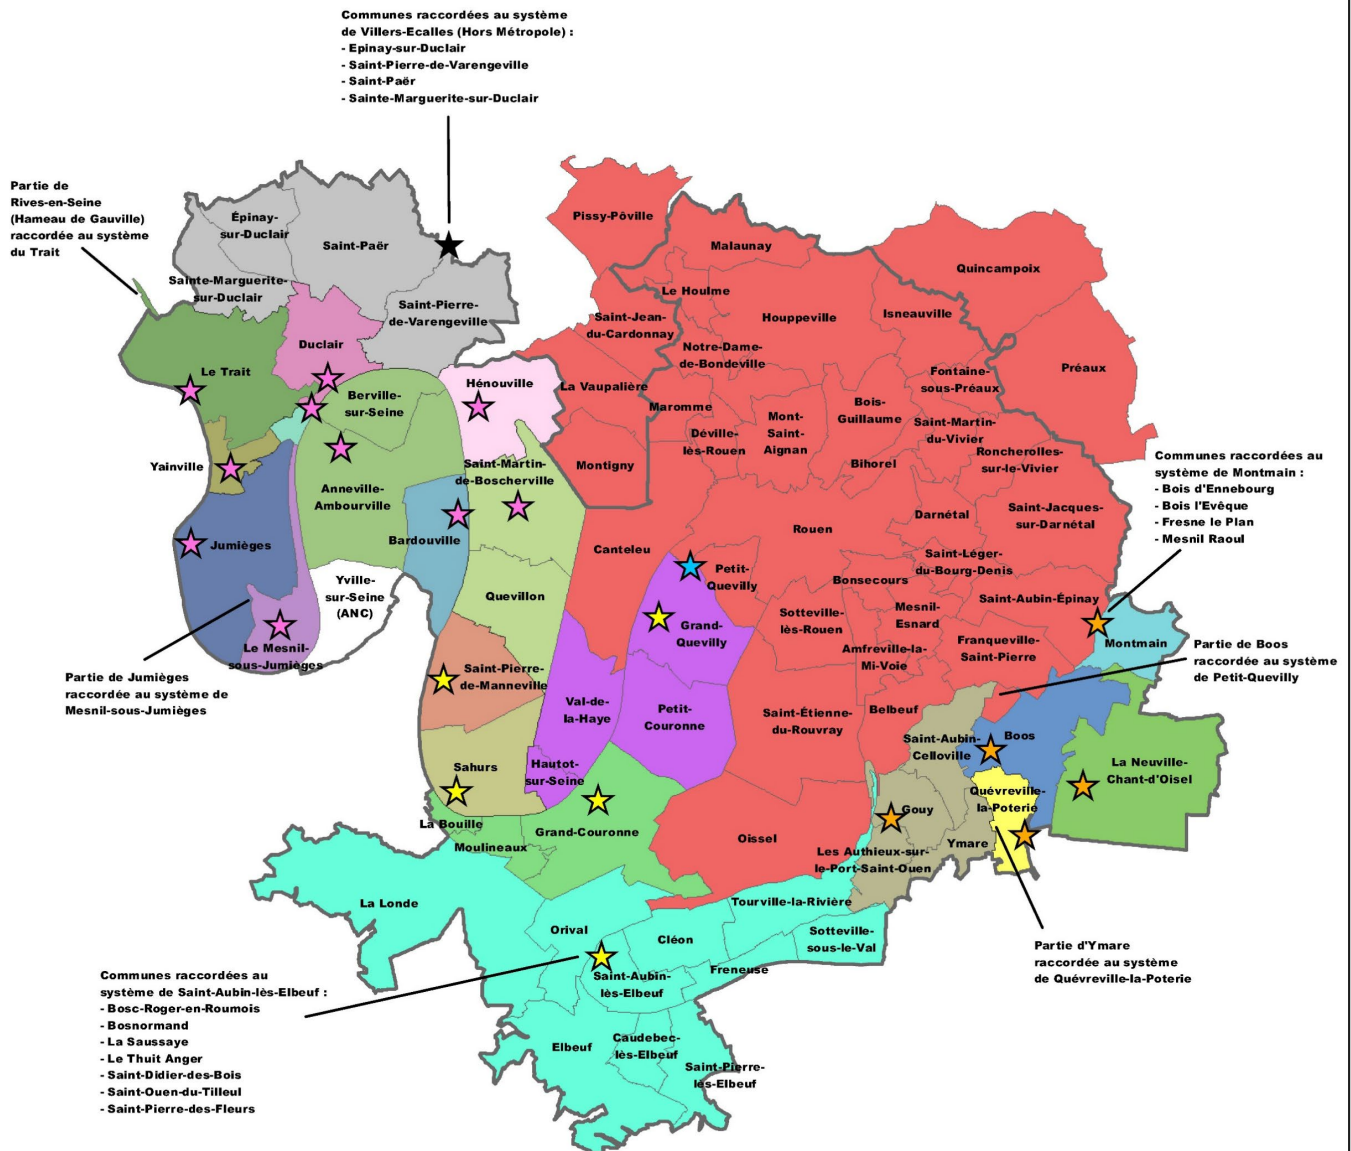 Communes raccordées au système
de Villers-Ecalles (Hors Métropole) :
- Epinay-sur-Duclair
- Saint-Pierre-de-Varengeville
- Saint-Paër
- Sainte-Marguerite-sur-Duclair
Partie de
Rives-en-Seine
(Hameau de Gauville)
raccordée au système
du Trait
Épinay-
sur-Duclair
Saint-Paër
Sainte-Marguerite-
sur-Duclair
Saint-Pierre-
de-Varengeville
Pissy-Pôville
Malaunay
Quincampoix
Le Houlme
Houppeville
Isneauville
Saint-Jean-
du-Cardonnay
Notre-Dame-
de-Bondeville
Préaux
Duclair
Le Trait
Hénouville
La Vaupalière
Fontaine-
sous-Préaux
Berville-
sur-Seine
Maromme
Bois-
Guillaume
Mont-
Saint-
Aignan
Saint-Martin-
du-Vivier
Déville-
lès-Rouen
Roncherolles-
sur-le-Vivier
Bihorel
Montigny
Yainville
Saint-Martin-
de-Boscherville
Anneville-
Ambourville
Communes raccordées au
système de Montmain :
- Bois d'Ennebourg
- Bois l'Evêque
- Fresne le Plan
- Mesnil Raoul
Saint-Jacques-
sur-Darnétal
Darnétal
Rouen
Bardouville
Jumièges
Canteleu
Saint-Léger-
du-Bourg-Denis
Petit-
Quevilly
Bonsecours
Yville-
sur-Seine
(ANC)
Quevillon
Saint-Aubin-Épinay
Mesnil-
Esnard
Sotteville-
lès-Rouen
Grand-
Quevilly
Franqueville-
Saint-Pierre
Montmain
Amfreville-la-
Mi-Voie
Le Mesnil-
sous-Jumièges
Partie de Boos
raccordée au système
de Petit-Quevilly
Saint-Pierre-
de-Manneville
Partie de Jumièges
raccordée au système de
Mesnil-sous-Jumièges
Val-de-
la-Haye
Petit-
Couronne
Saint-Étienne-
du-Rouvray
Belbeuf
Saint-Aubin-
Celloville
Boos
La Neuville-
Chant-d'Oisel
Sahurs
Hautot-
sur-Seine
Quévreville-
la-Poterie
Gouy
La Bouille
Grand-Couronne
Oissel
Moulineaux
Ymare
Les Authieux-sur-
le-Port-Saint-Ouen
La Londe
Tourville-la-Rivière
Orival
Cléon
Sotteville-
sous-le-Val
Partie d'Ymare
raccordée au système
de Quévreville-la-Poterie
Freneuse
Saint-Aubin-
lès-Elbeuf
Communes raccordées au
système de Saint-Aubin-lès-Elbeuf :
- Bosc-Roger-en-Roumois
- Bosnormand
- La Saussaye
- Le Thuit Anger
- Saint-Didier-des-Bois
- Saint-Ouen-du-Tilleul
- Saint-Pierre-des-Fleurs
Elbeuf
Caudebec-
lès-Elbeuf
Saint-Pierre-
lès-Elbeuf